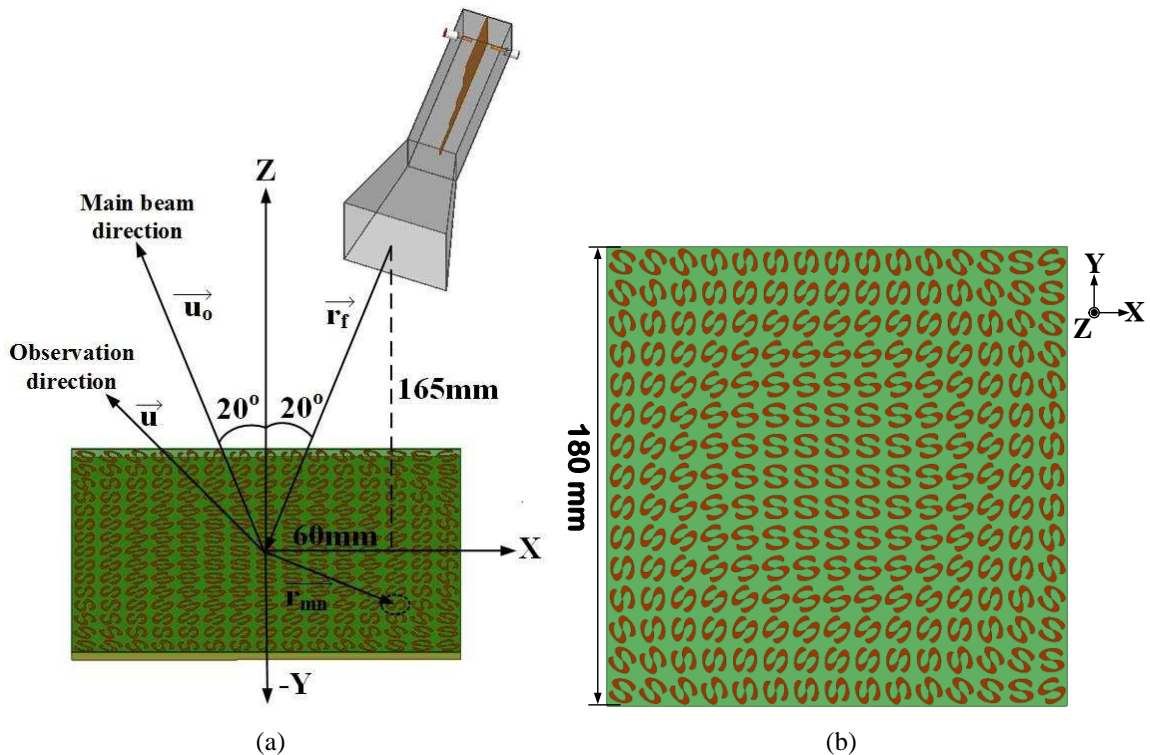 Z
Main beam
direction
u₀
r_f
Observation
direction
u
20°
20°
165mm
60mm
X
r_mn
-Y
(a)
180 mm
Y
X
Z
(b)